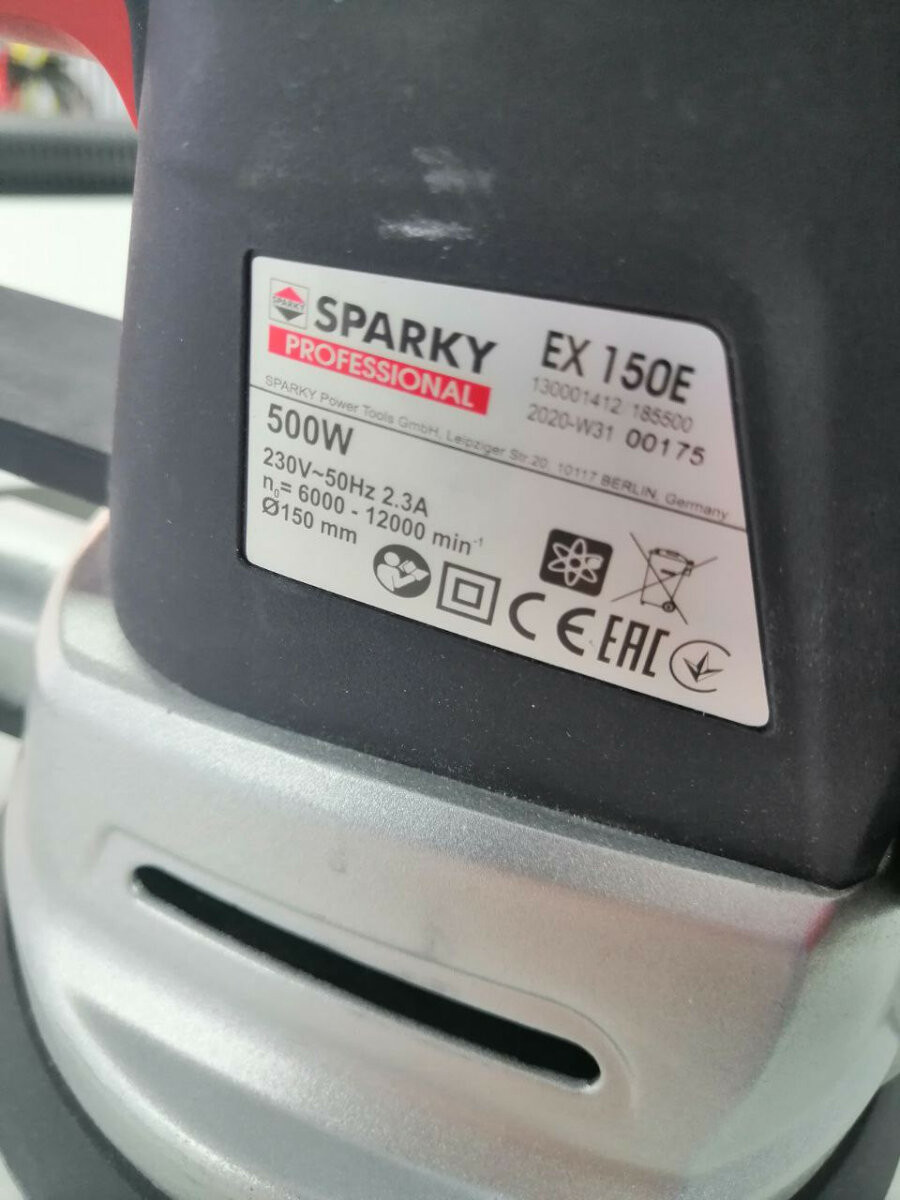 SPARKY
SPARKY
PROFESSIONAL
EX 150E
130001412 185500
2020-W31 00175
SPARKY Power Tools GmbH, Leipziger Str 20, 10117 BERLIN, Germany
500W
230V~50Hz 2.3A
n₀= 6000 - 12000 min⁻¹
Ø150 mm
CE EAC